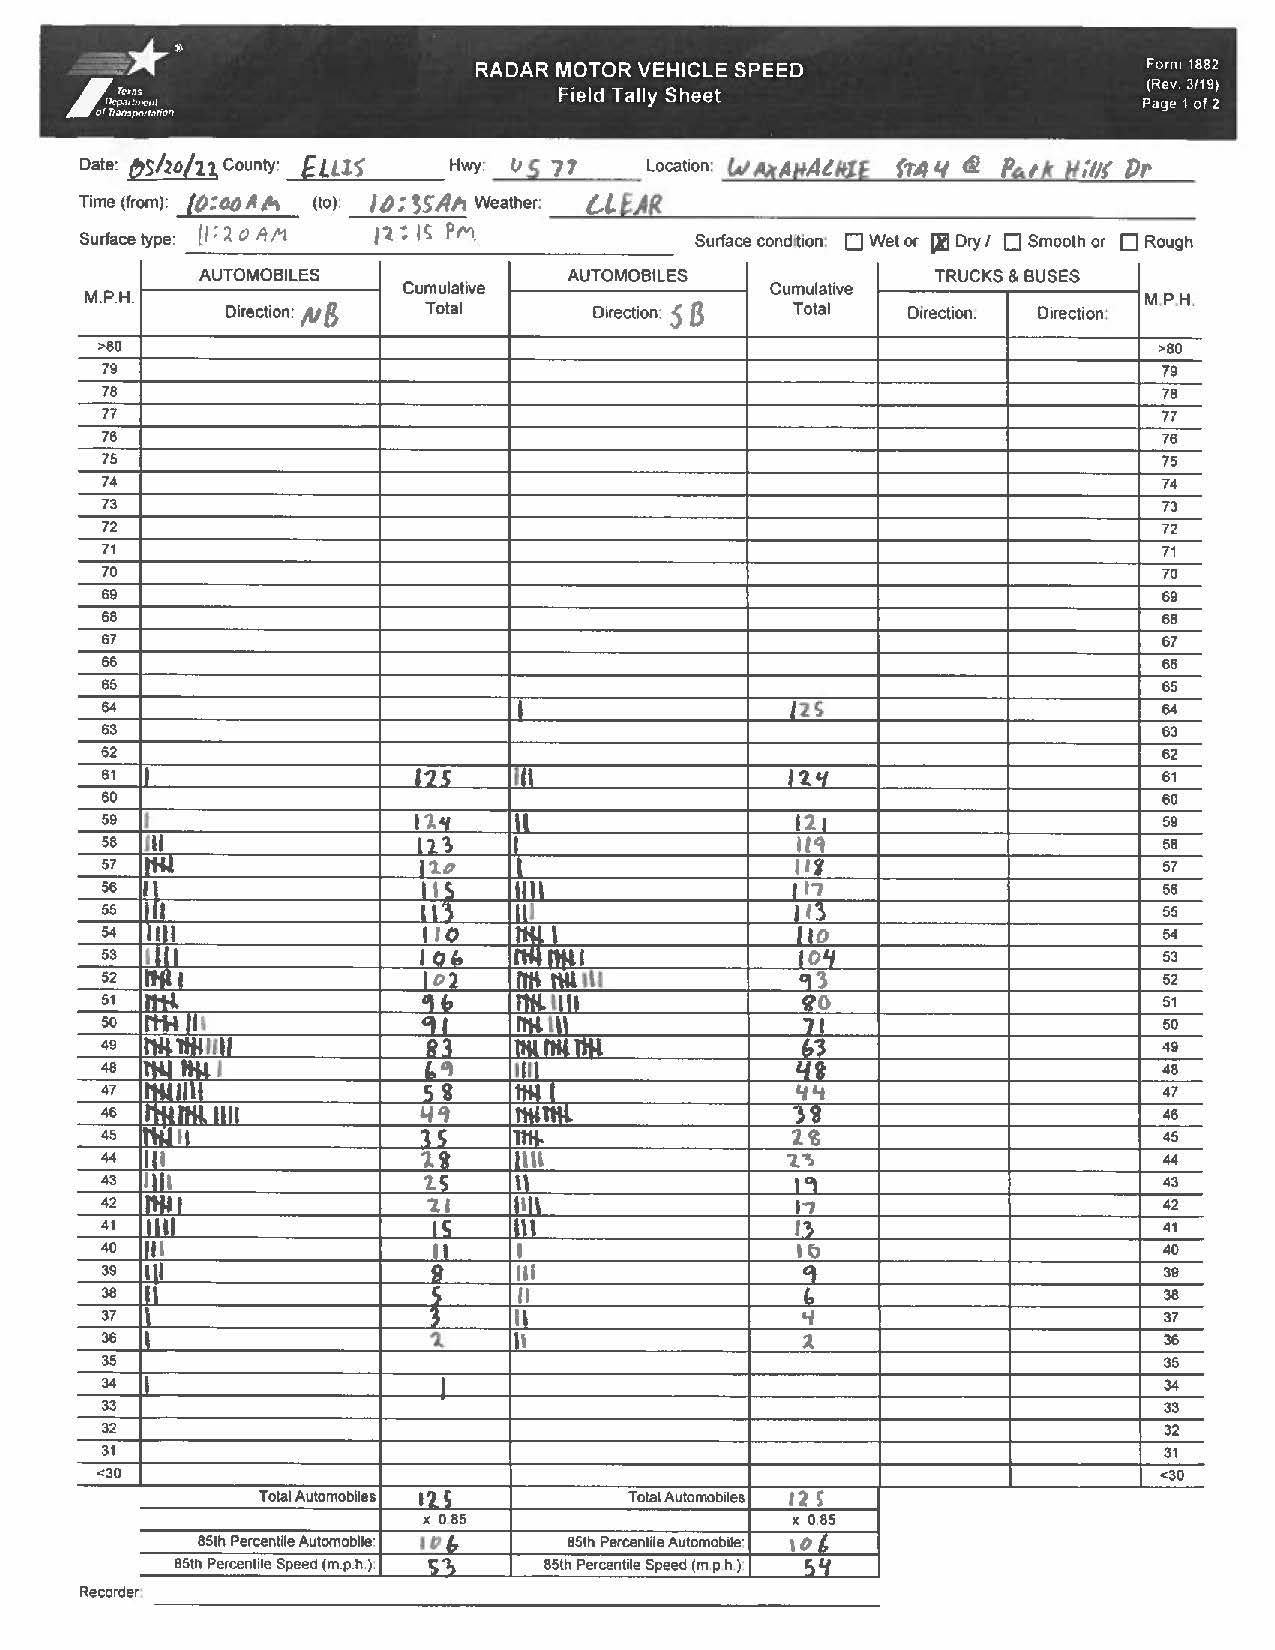 RADAR MOTOR VEHICLE SPEED
Field Tally Sheet
Form 1882
(Rev. 3/19)
Page 1 of 2
Texas
Department
of Transportation
Date: 05/20/22 County: ELLIS Hwy: US 77 Location: WAXAHACHIE STA 4 @ Park Hills Dr
Time (from): 10:00 AM (to): 10:35 AM Weather: CLEAR
Surface type: 11:20 AM 12:15 PM Surface condition: Wet or Dry / Smooth or Rough
M.P.H. AUTOMOBILES Cumulative Total AUTOMOBILES Cumulative Total TRUCKS & BUSES M.P.H.
Direction: NB Direction: SB Direction: Direction:
>80 >80
79 79
78 78
77 77
76 76
75 75
74 74
73 73
72 72
71 71
70 70
69 69
68 68
67 67
66 66
65 65
64 125 64
63 63
62 62
61 125 124 61
60 60
59 124 121 59
58 123 119 58
57 120 118 57
56 115 117 56
55 113 113 55
54 110 110 54
53 106 104 53
52 102 93 52
51 96 80 51
50 91 71 50
49 83 63 49
48 69 48 48
47 58 44 47
46 49 38 46
45 35 28 45
44 28 23 44
43 25 19 43
42 21 17 42
41 15 13 41
40 11 10 40
39 8 9 39
38 5 6 38
37 3 4 37
36 2 2 36
35 35
34 1 34
33 33
32 32
31 31
<30 <30
Total Automobiles 125 Total Automobiles 125
x 0.85 x 0.85
85th Percentile Automobile: 106 85th Percentile Automobile: 106
85th Percentile Speed (m.p.h.): 53 85th Percentile Speed (m.p.h.): 54
Recorder: